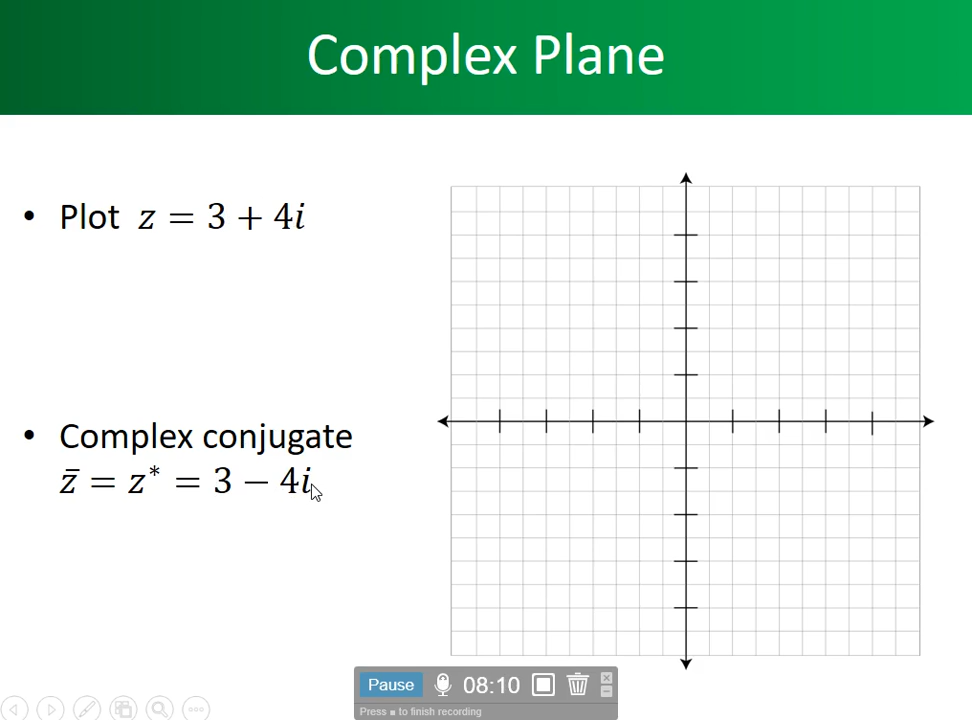 Complex Plane
• Plot z = 3 + 4i
• Complex conjugate
z̄ = z* = 3 − 4i
Pause 08:10
Press ■ to finish recording